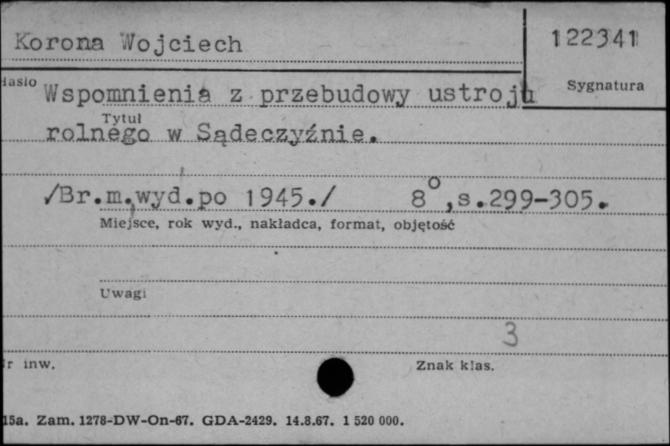 Korona Wojciech
122341
Hasło
Sygnatura
Wspomnienia z przebudowy ustroju
Tytuł
rolnego w Sądeczyźnie.
/Br.m.wyd.po 1945./ 8°,s.299-305.
Miejsce, rok wyd., nakładca, format, objętość
Uwagi
3
Nr inw.
Znak klas.
15a. Zam. 1278-DW-On-67. GDA-2429. 14.8.67. 1 520 000.